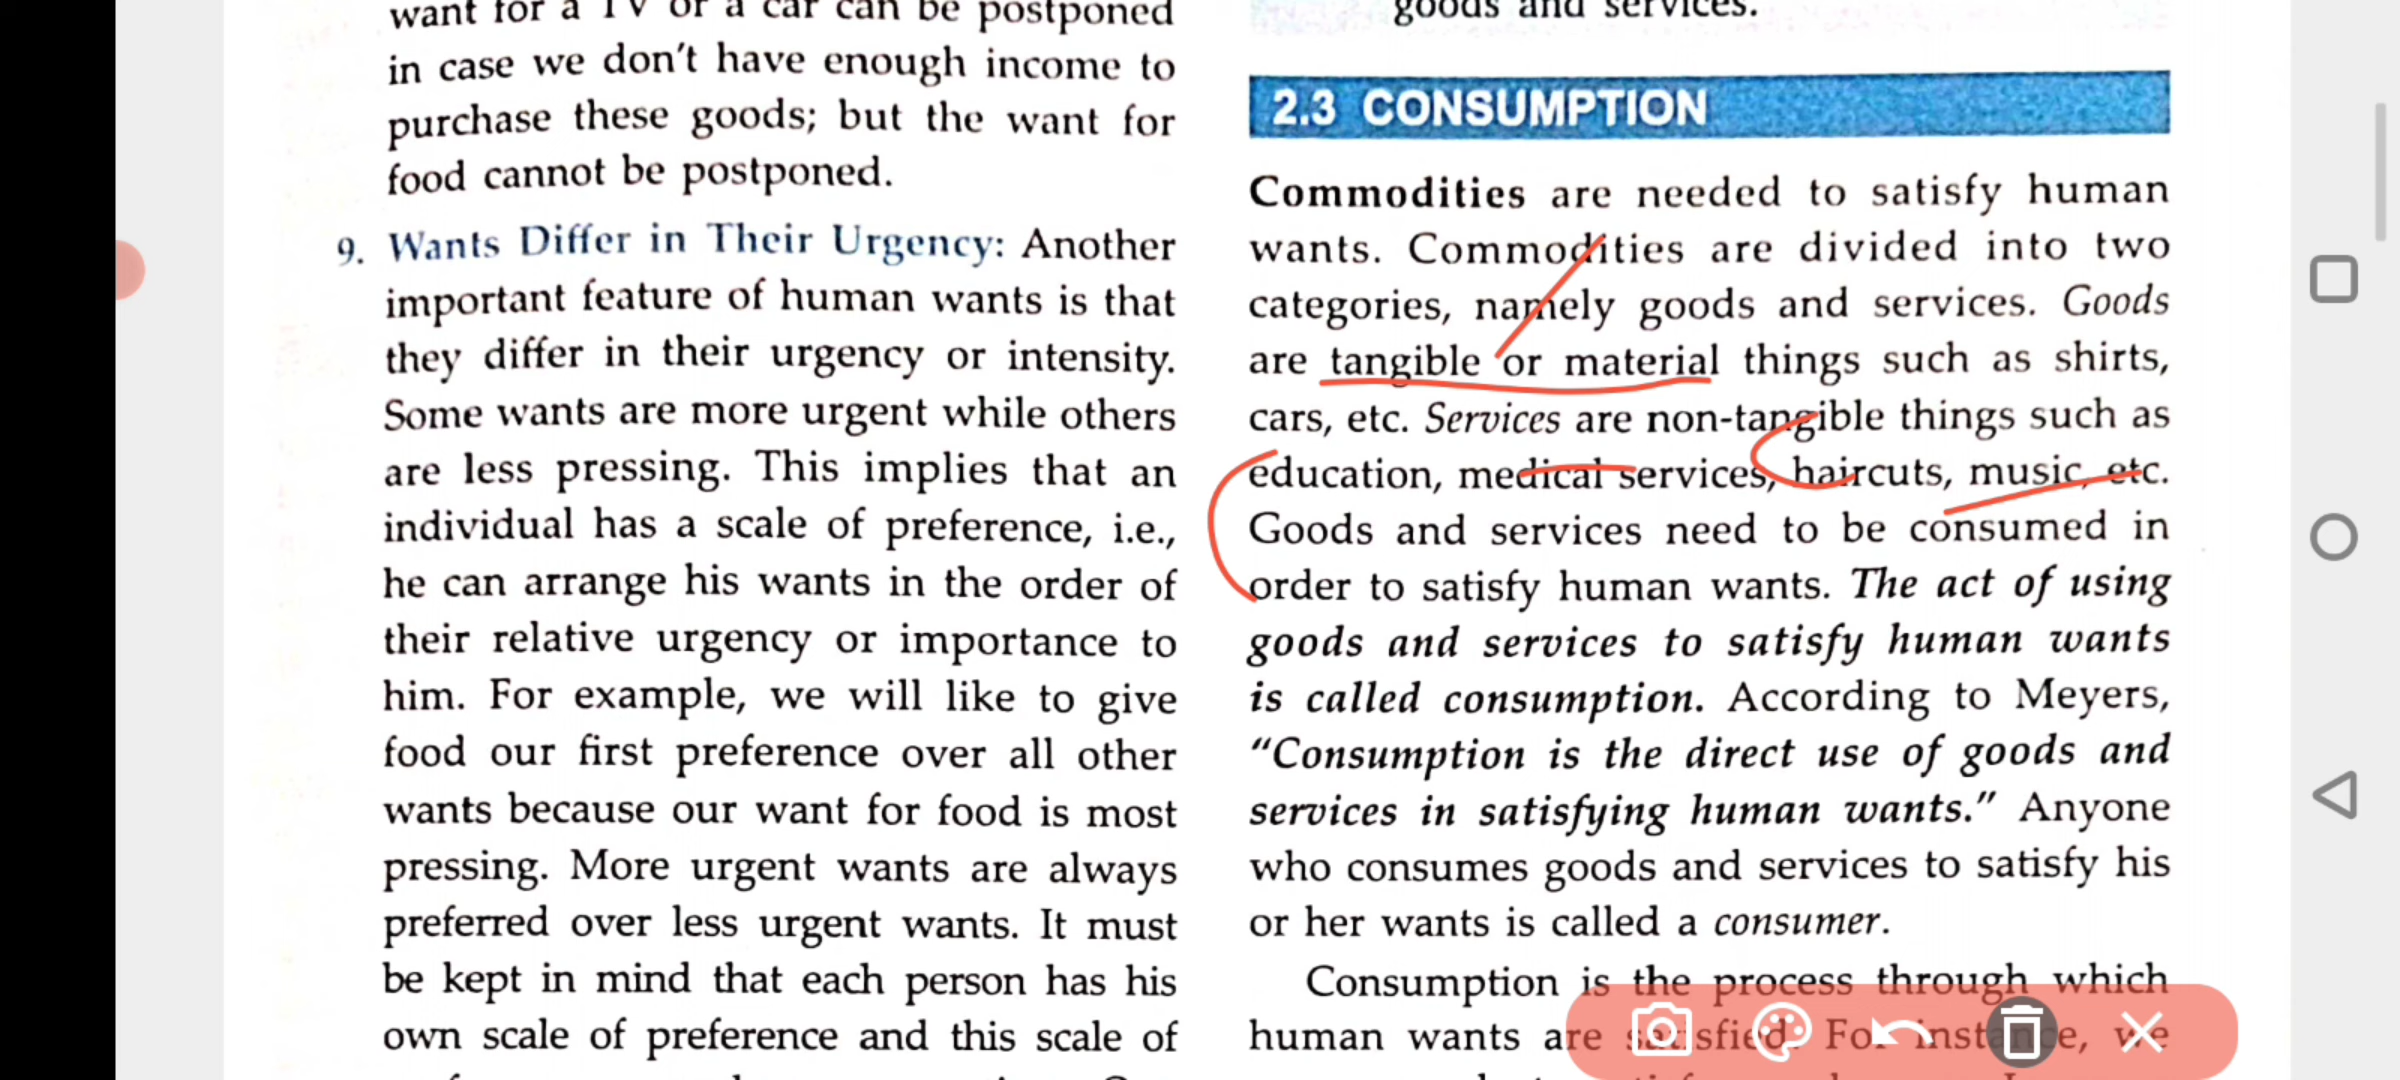 want for a TV or a car can be postponed
in case we don't have enough income to
purchase these goods; but the want for
food cannot be postponed.
9. Wants Differ in Their Urgency: Another
important feature of human wants is that
they differ in their urgency or intensity.
Some wants are more urgent while others
are less pressing. This implies that an
individual has a scale of preference, i.e.,
he can arrange his wants in the order of
their relative urgency or importance to
him. For example, we will like to give
food our first preference over all other
wants because our want for food is most
pressing. More urgent wants are always
preferred over less urgent wants. It must
be kept in mind that each person has his
own scale of preference and this scale of
goods and services.
2.3 CONSUMPTION
Commodities are needed to satisfy human
wants. Commodities are divided into two
categories, namely goods and services. Goods
are tangible or material things such as shirts,
cars, etc. Services are non-tangible things such as
education, medical services, haircuts, music, etc.
Goods and services need to be consumed in
order to satisfy human wants. The act of using
goods and services to satisfy human wants
is called consumption. According to Meyers,
"Consumption is the direct use of goods and
services in satisfying human wants." Anyone
who consumes goods and services to satisfy his
or her wants is called a consumer.
Consumption is the process through which
human wants are satisfied. For instance, we